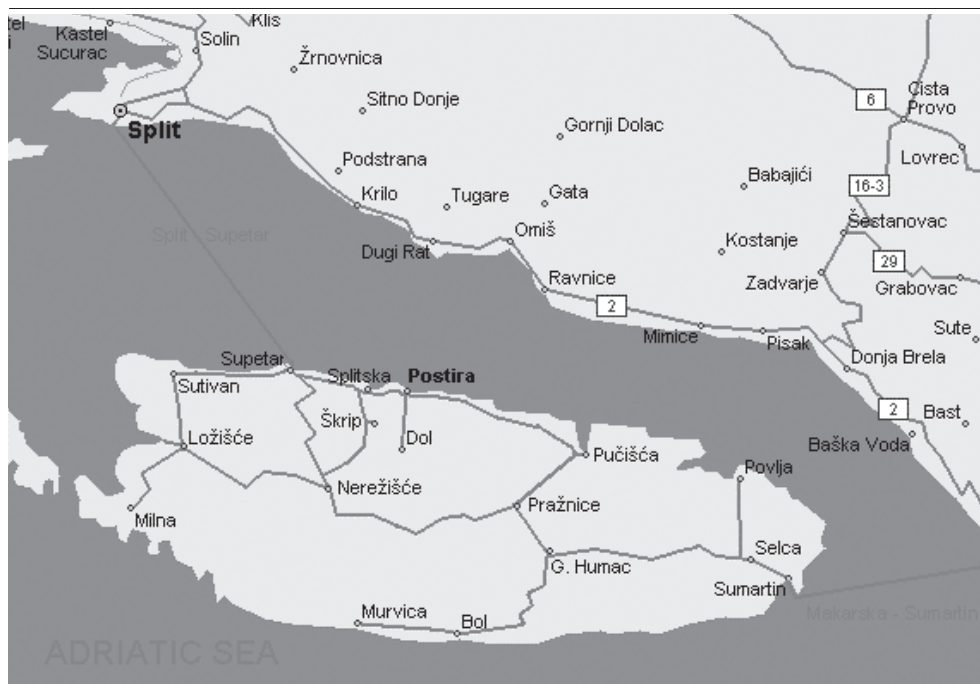 Klis
Kastel
Sucurac
Solin
Žrnovnica
Sitno Donje
Split
Gornji Dolac
6
Cista
Provo
Lovrec
Podstrana
Krilo
Tugare
Gata
Babajići
16-3
Šestanovac
Split - Supetar
Dugi Rat
Omiš
Kostanje
29
Zadvarje
Grabovac
Ravnice
2
Mimice
Pisak
Sute
Donja Brela
Supetar
Splitska
Postira
Sutivan
2
Bast
Škrip
Dol
Ložišće
Baška Voda
Pučišća
Povlja
Nerežišće
Pražnice
Milna
Selca
G. Humac
Sumartin
Murvica
Bol
Makarska - Sumartin
ADRIATIC SEA